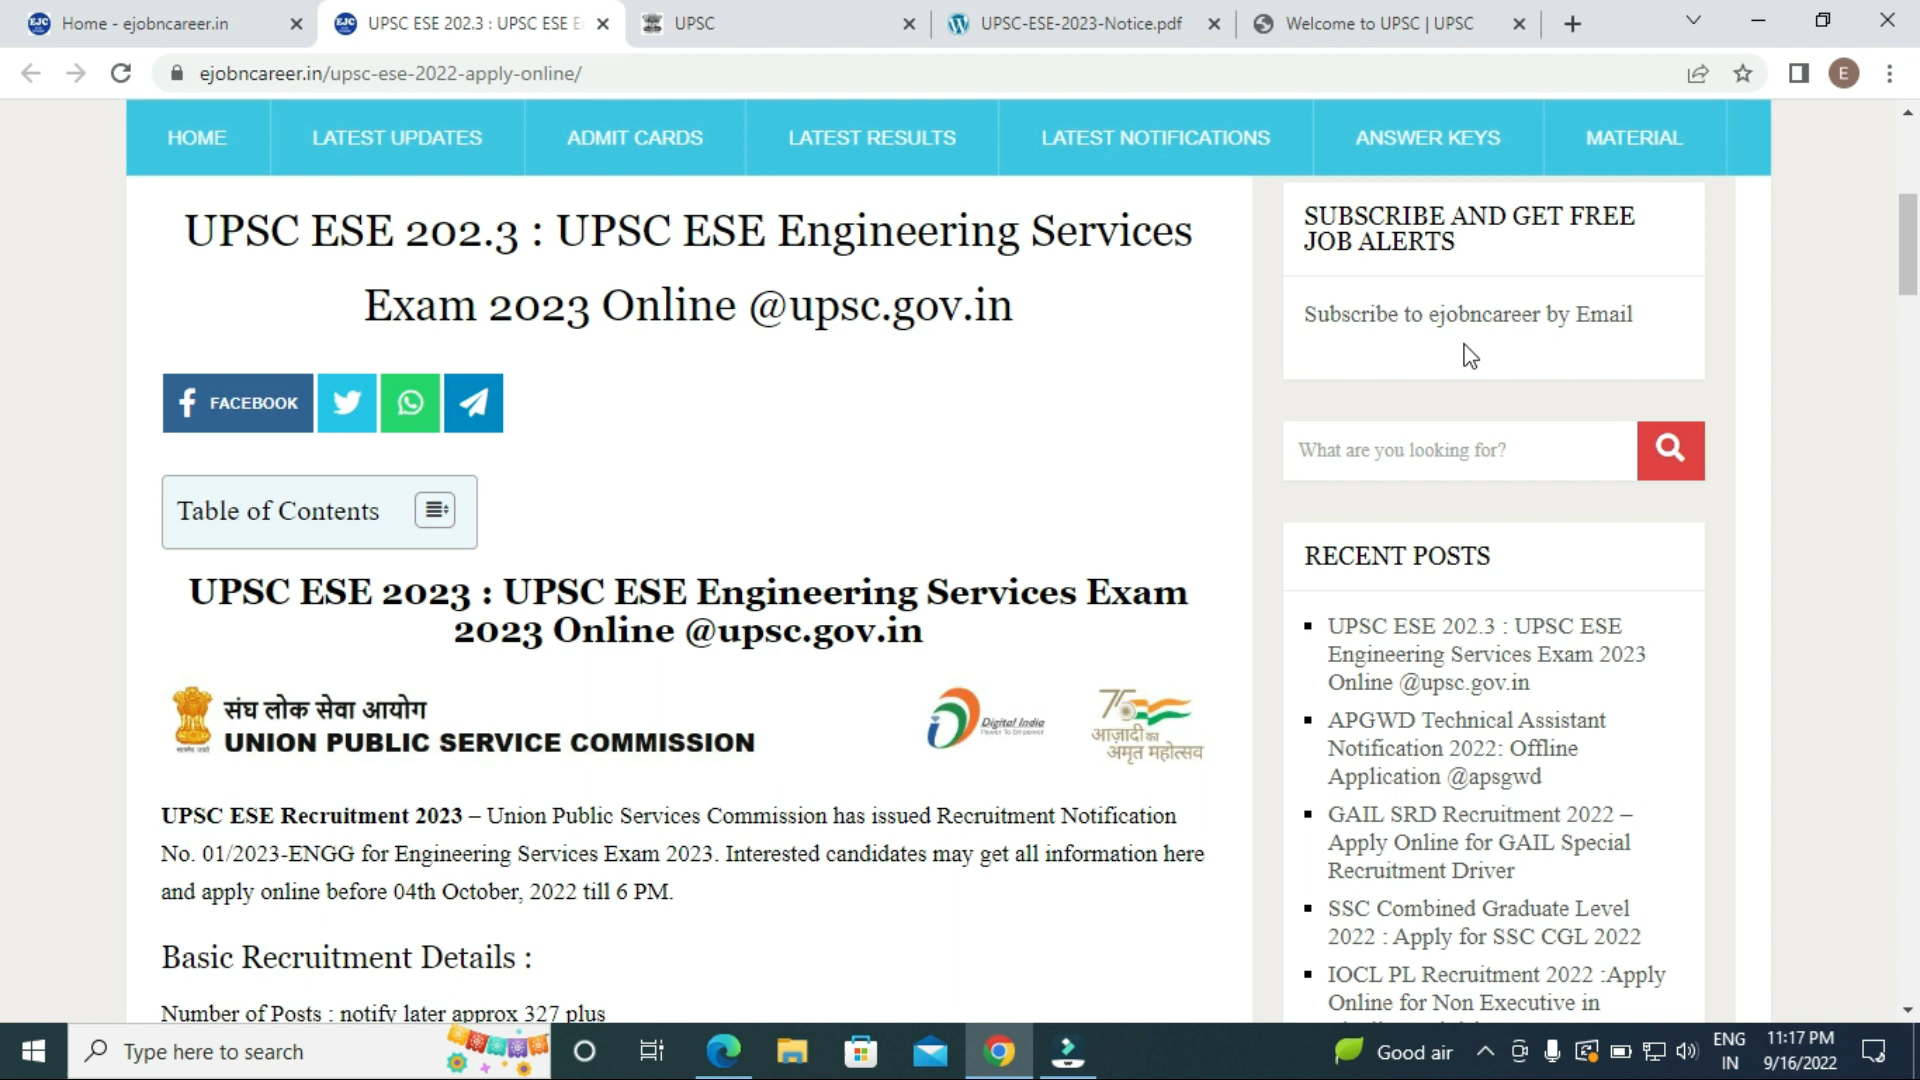 Home - ejobncareer.in
UPSC ESE 202.3 : UPSC ESE E
UPSC
UPSC-ESE-2023-Notice.pdf
Welcome to UPSC | UPSC
ejobncareer.in/upsc-ese-2022-apply-online/
E
HOME
LATEST UPDATES
ADMIT CARDS
LATEST RESULTS
LATEST NOTIFICATIONS
ANSWER KEYS
MATERIAL
UPSC ESE 202.3 : UPSC ESE Engineering Services
Exam 2023 Online @upsc.gov.in
FACEBOOK
Table of Contents
UPSC ESE 2023 : UPSC ESE Engineering Services Exam
2023 Online @upsc.gov.in
संघ लोक सेवा आयोग
UNION PUBLIC SERVICE COMMISSION
Digital India
Power To Empower
75
आज़ादी का
अमृत महोत्सव
UPSC ESE Recruitment 2023 – Union Public Services Commission has issued Recruitment Notification
No. 01/2023-ENGG for Engineering Services Exam 2023. Interested candidates may get all information here
and apply online before 04th October, 2022 till 6 PM.
Basic Recruitment Details :
Number of Posts : notify later approx 327 plus
SUBSCRIBE AND GET FREE
JOB ALERTS
Subscribe to ejobncareer by Email
What are you looking for?
RECENT POSTS
UPSC ESE 202.3 : UPSC ESE
Engineering Services Exam 2023
Online @upsc.gov.in
APGWD Technical Assistant
Notification 2022: Offline
Application @apsgwd
GAIL SRD Recruitment 2022 –
Apply Online for GAIL Special
Recruitment Driver
SSC Combined Graduate Level
2022 : Apply for SSC CGL 2022
IOCL PL Recruitment 2022 :Apply
Online for Non Executive in
Type here to search
Good air
ENG
IN
11:17 PM
9/16/2022